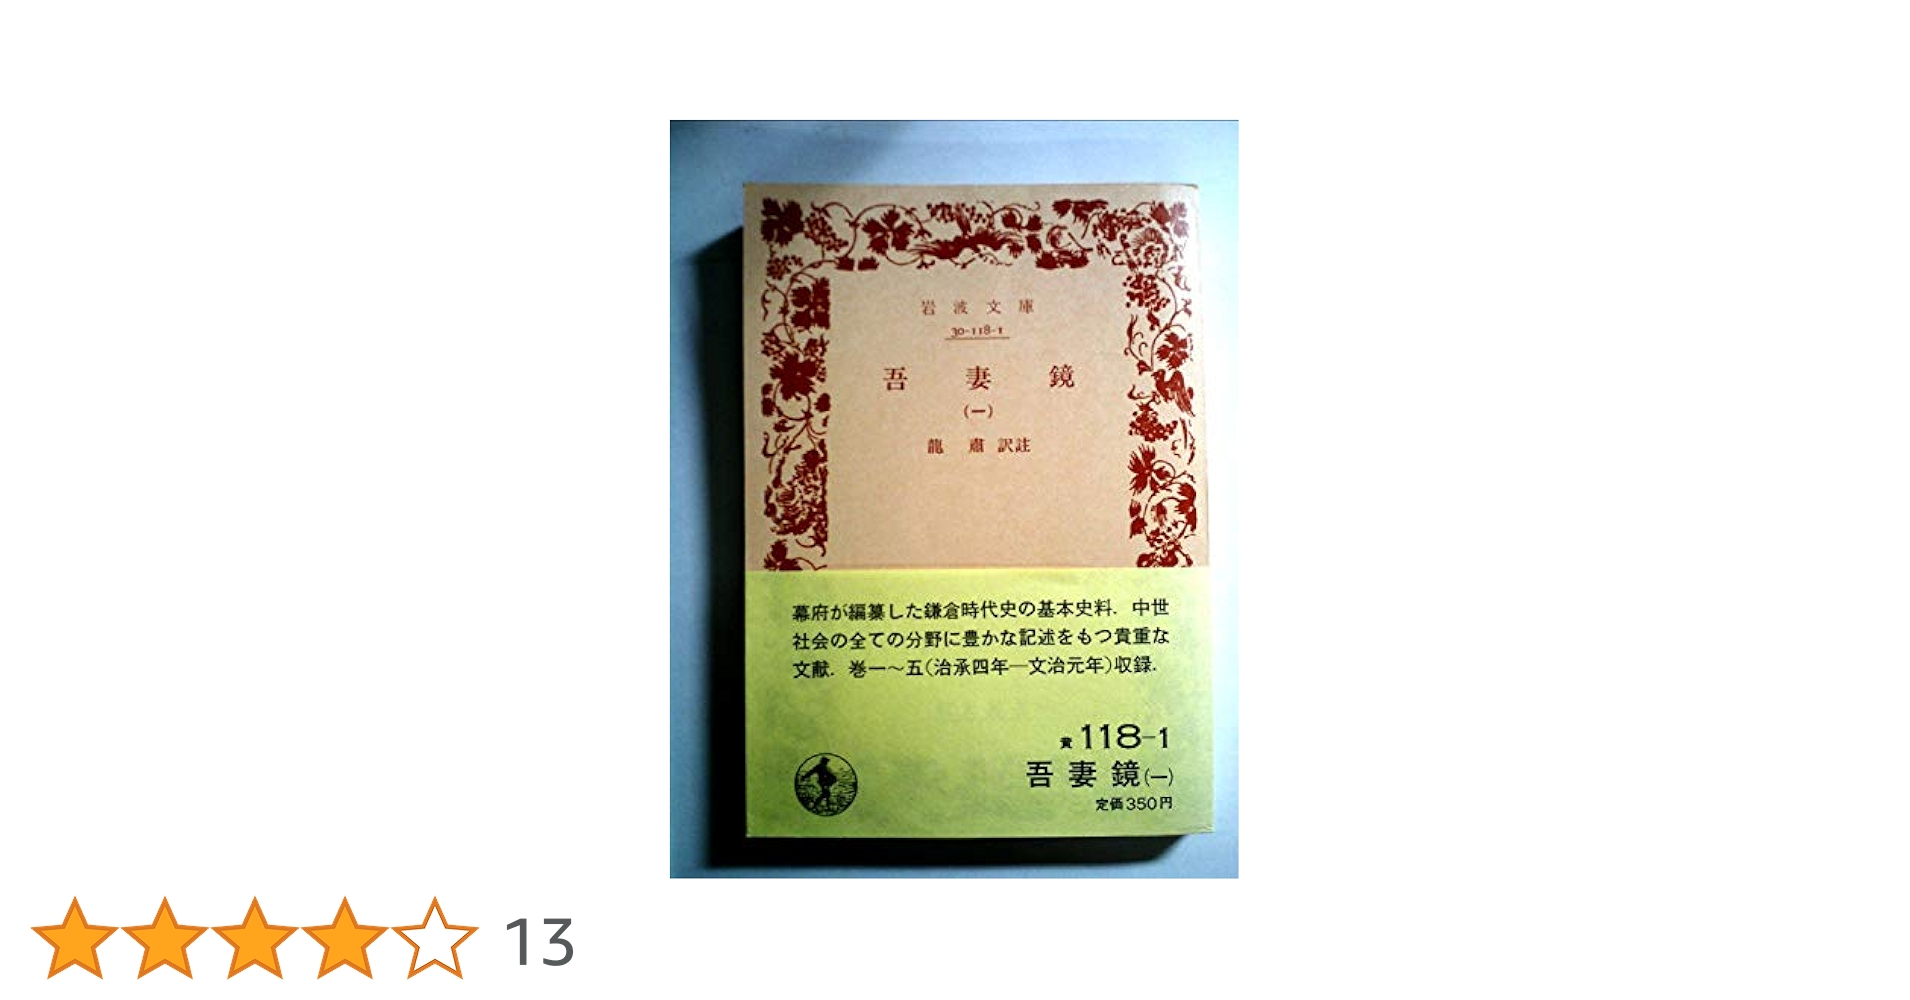 岩波文庫
30-118-1
吾妻鏡
(一)
龍 肅 訳註
幕府が編纂した鎌倉時代史の基本史料. 中世
社会の全ての分野に豊かな記述をもつ貴重な
文献. 巻一～五(治承四年―文治元年)収録.
黄118-1
吾妻鏡(一)
定価350円
13